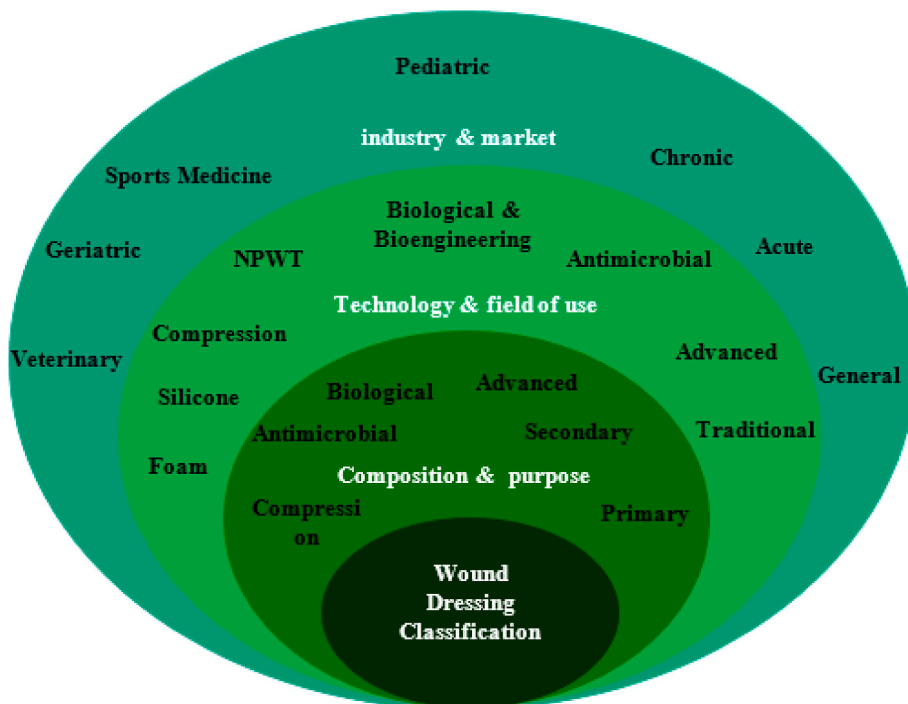 Pediatric
industry & market
Chronic
Sports Medicine
Biological &
Bioengineering
Geriatric
NPWT
Antimicrobial
Acute
Technology & field of use
Compression
Advanced
Veterinary
General
Silicone
Biological
Advanced
Antimicrobial
Secondary
Traditional
Foam
Composition & purpose
Compressi
on
Primary
Wound
Dressing
Classification